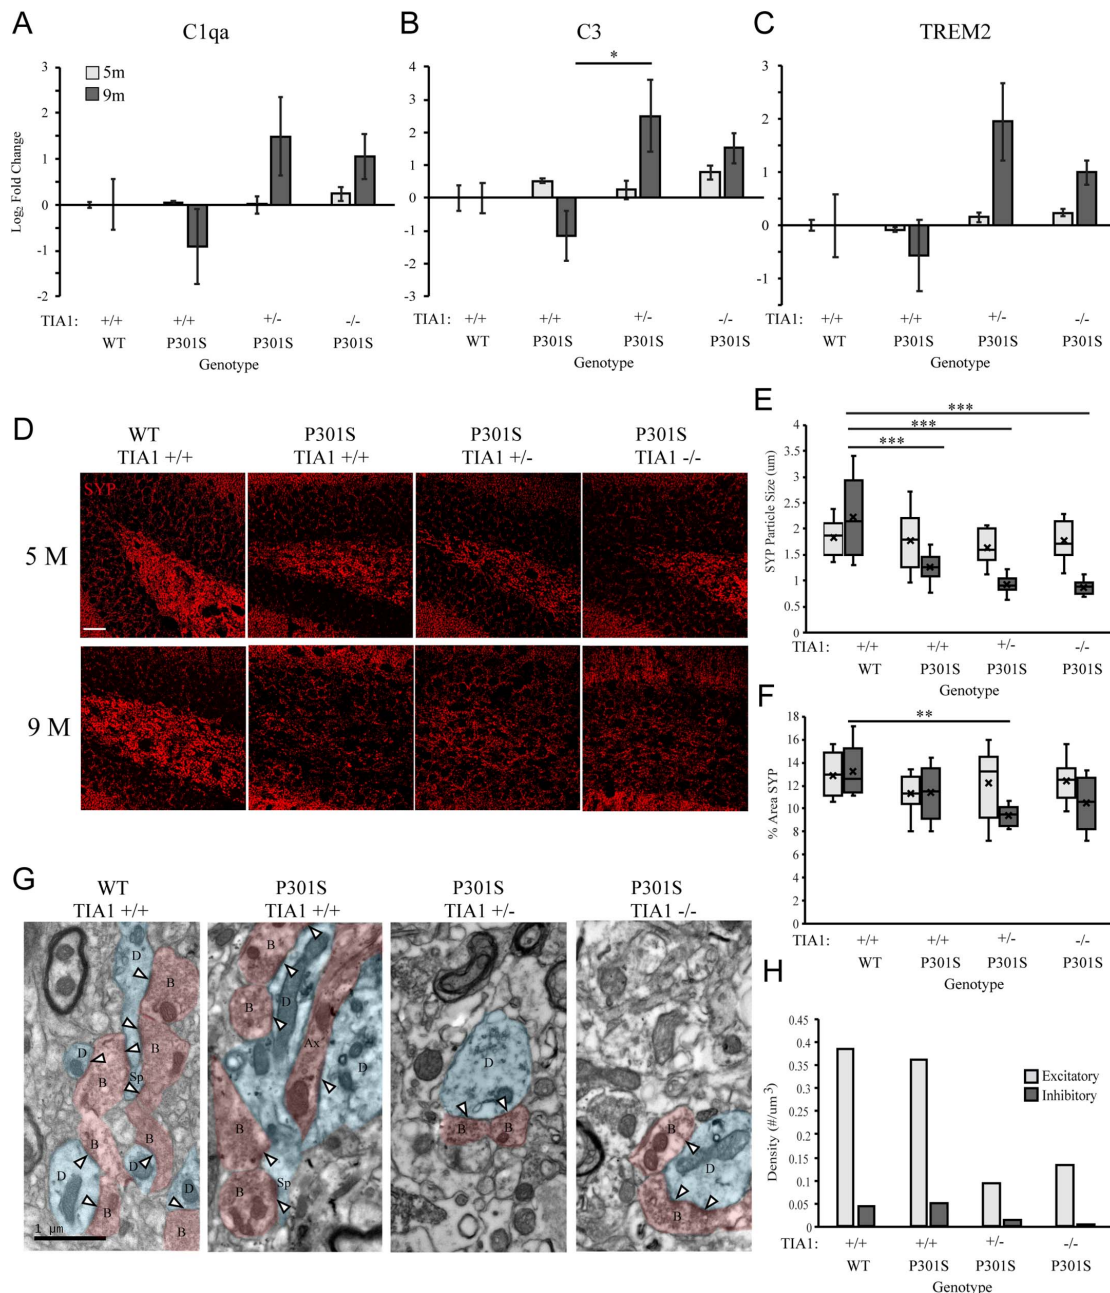 A
C1qa
B
C3
C
TREM2
5m
9m
Log2 Fold Change
3
2
1
0
-1
-2
4
3
2
1
0
-1
-2
-3
3
2
1
0
-1
*
TIA1: +/+ +/+ +/- -/-
WT P301S P301S P301S
Genotype
TIA1: +/+ +/+ +/- -/-
WT P301S P301S P301S
Genotype
TIA1: +/+ +/+ +/- -/-
WT P301S P301S P301S
Genotype
D
WT
TIA1 +/+
P301S
TIA1 +/+
P301S
TIA1 +/-
P301S
TIA1 -/-
SYP
5 M
9 M
E
***
***
***
SYP Particle Size (um)
4
3.5
3
2.5
2
1.5
1
0.5
0
TIA1: +/+ +/+ +/- -/-
WT P301S P301S P301S
Genotype
F
**
% Area SYP
18
16
14
12
10
8
6
4
2
0
TIA1: +/+ +/+ +/- -/-
WT P301S P301S P301S
Genotype
G
WT
TIA1 +/+
P301S
TIA1 +/+
P301S
TIA1 +/-
P301S
TIA1 -/-
D
B
B
D
B
Sp
B
D
D
B
D
B
B
1 μm
B
D
B
Ax
D
B
Sp
B
D
B
B
B
D
B
H
Density (#/um3)
0.45
0.4
0.35
0.3
0.25
0.2
0.15
0.1
0.05
0
Excitatory
Inhibitory
TIA1: +/+ +/+ +/- -/-
WT P301S P301S P301S
Genotype